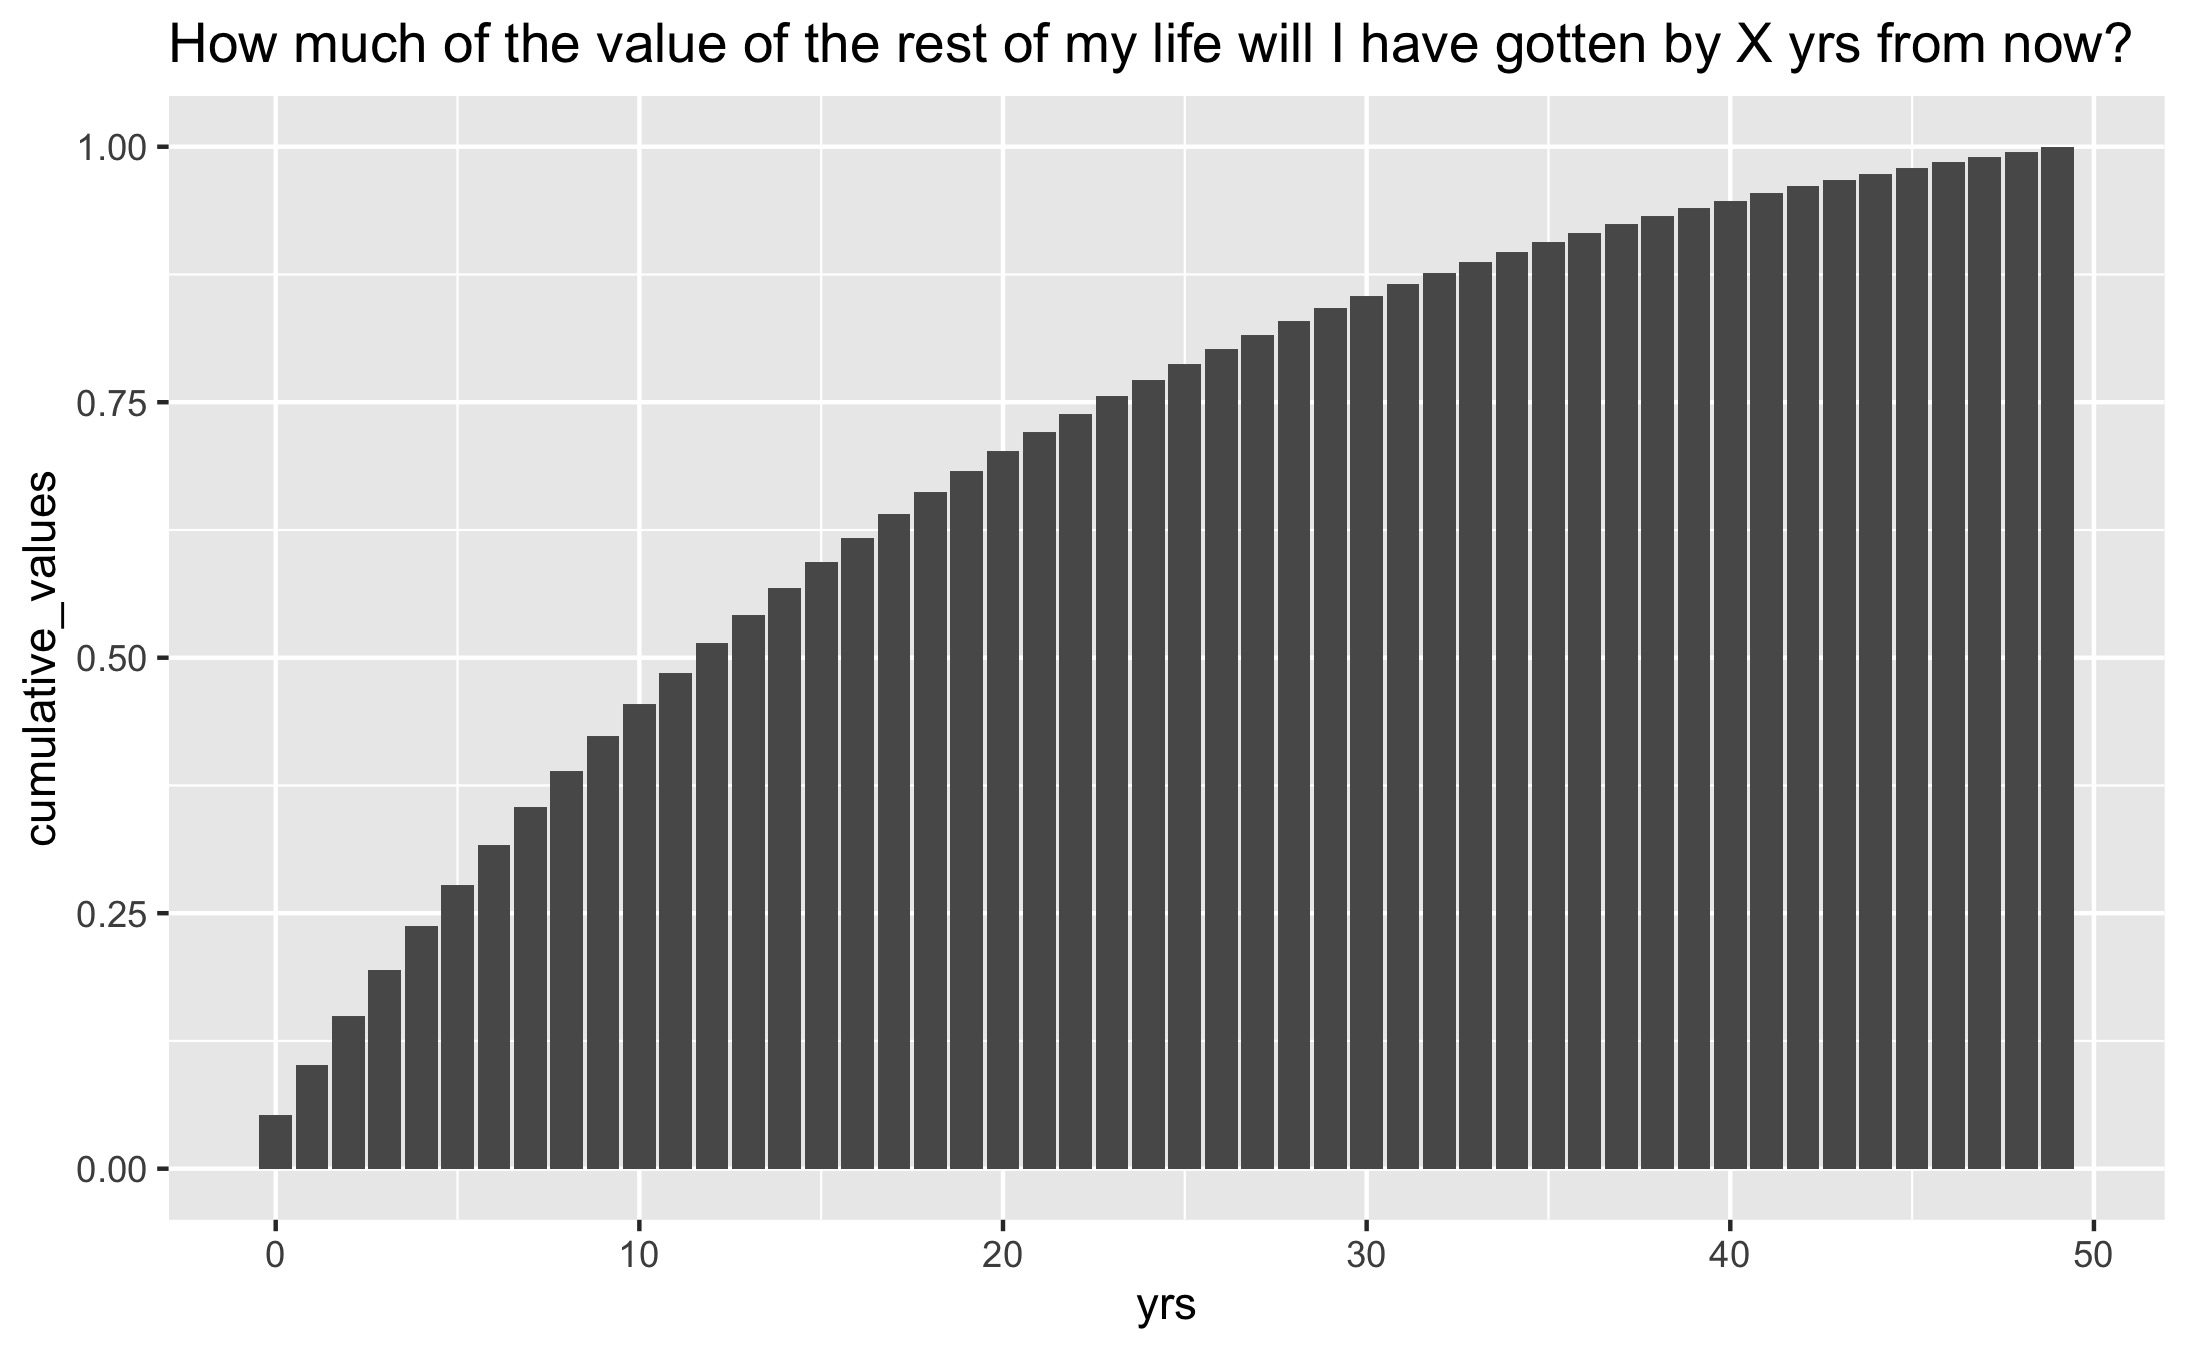 How much of the value of the rest of my life will I have gotten by X yrs from now?
cumulative_values
1.00
0.75
0.50
0.25
0.00
0 10 20 30 40 50
yrs